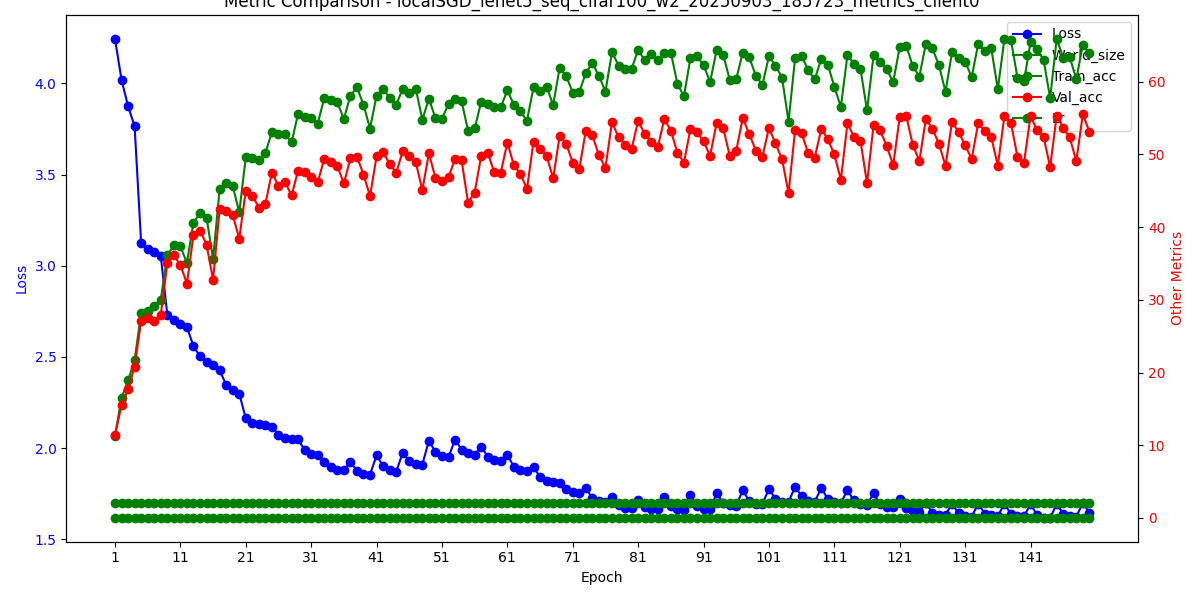 Metric Comparison - localSGD_lenet5_seq_cifar100_w2_20250903_185723_metrics_client0
Loss
World_size
Train_acc
Val_acc
lr
4.0
3.5
3.0
2.5
2.0
1.5
60
50
40
30
20
10
0
Loss
Other Metrics
1 11 21 31 41 51 61 71 81 91 101 111 121 131 141
Epoch